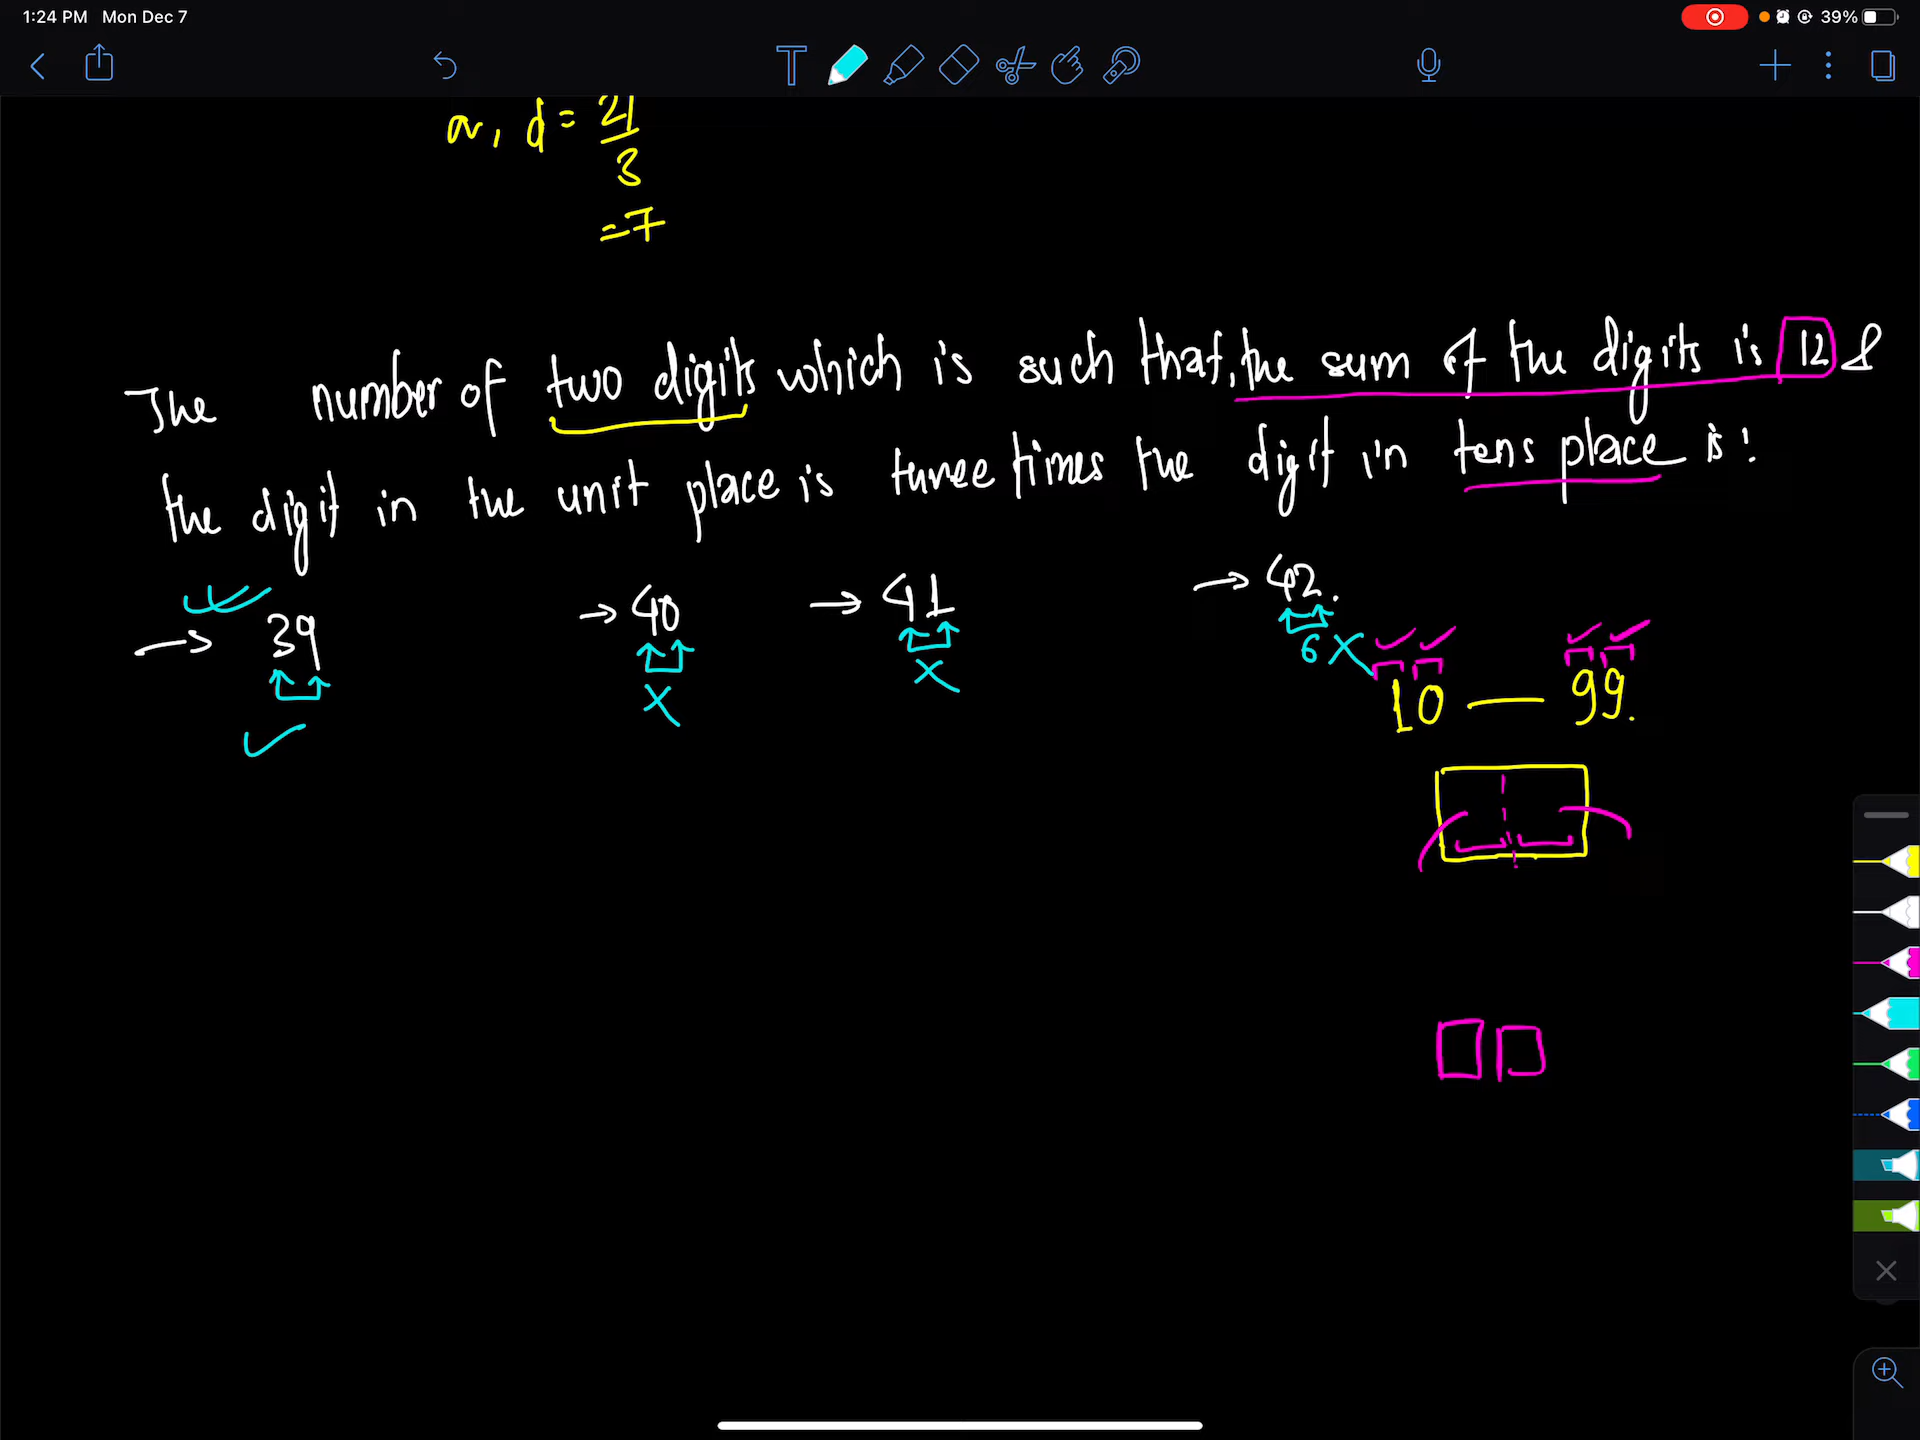 1:24 PM Mon Dec 7
39%
T
a, d = 21
3
= 7
The number of two digits which is such that, the sum of the digits is 12 &
the digit in the unit place is three times the digit in tens place is:
→ 39 → 40 → 41 → 42.
X X 6 X
10 — 99.